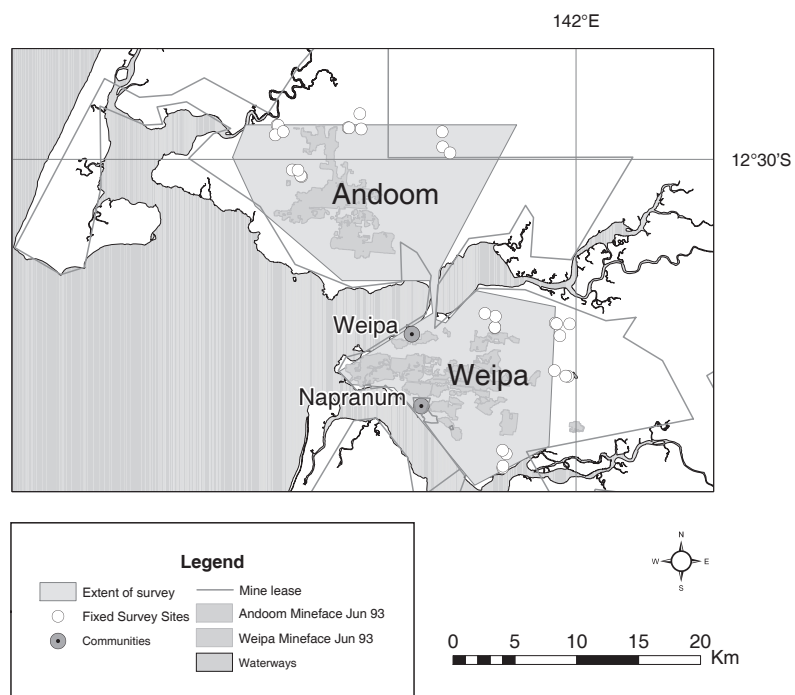 142°E
12°30'S
Andoom
Weipa
Weipa
Napranum
Legend
Extent of survey
Fixed Survey Sites
Communities
Mine lease
Andoom Mineface Jun 93
Weipa Mineface Jun 93
Waterways
N
W E
S
0 5 10 15 20
Km